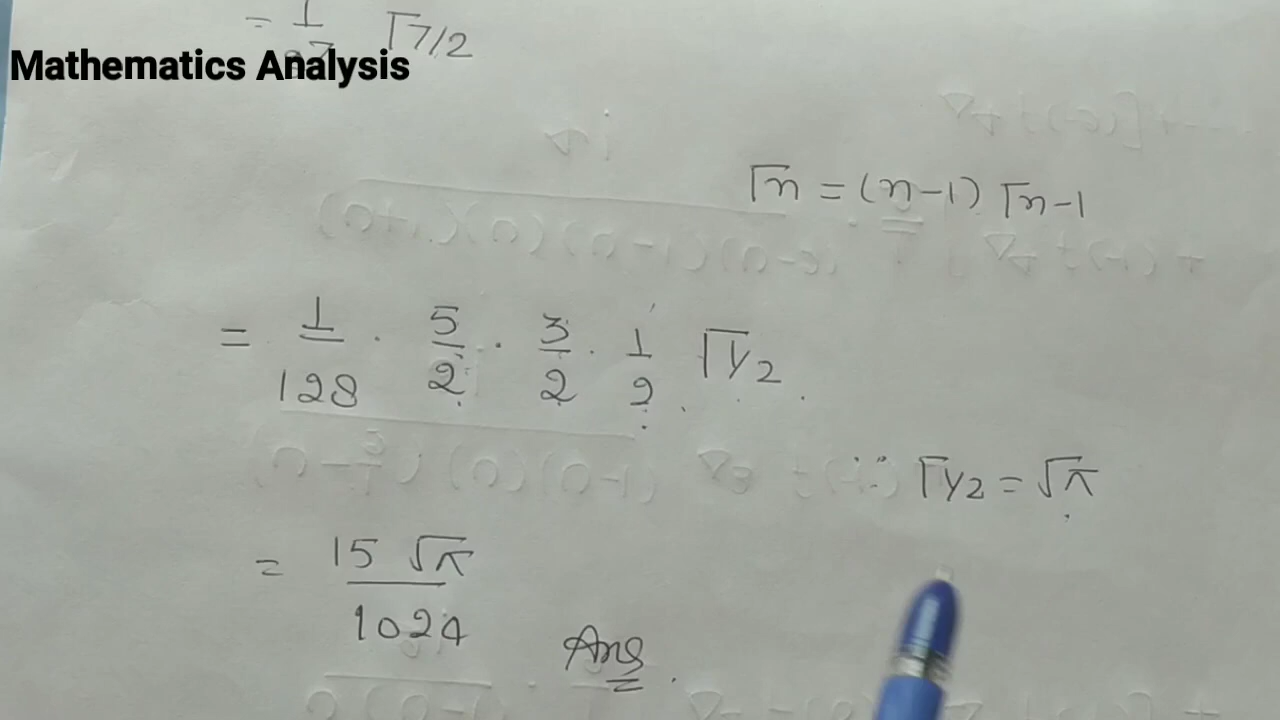 = 1 Γ7/2
Mathematics Analysis
Γn = (n-1) Γn-1
= 1/128 · 5/2 · 3/2 · 1/2 Γ1/2
∵ Γ1/2 = √π
= 15 √π / 1024 Ans.